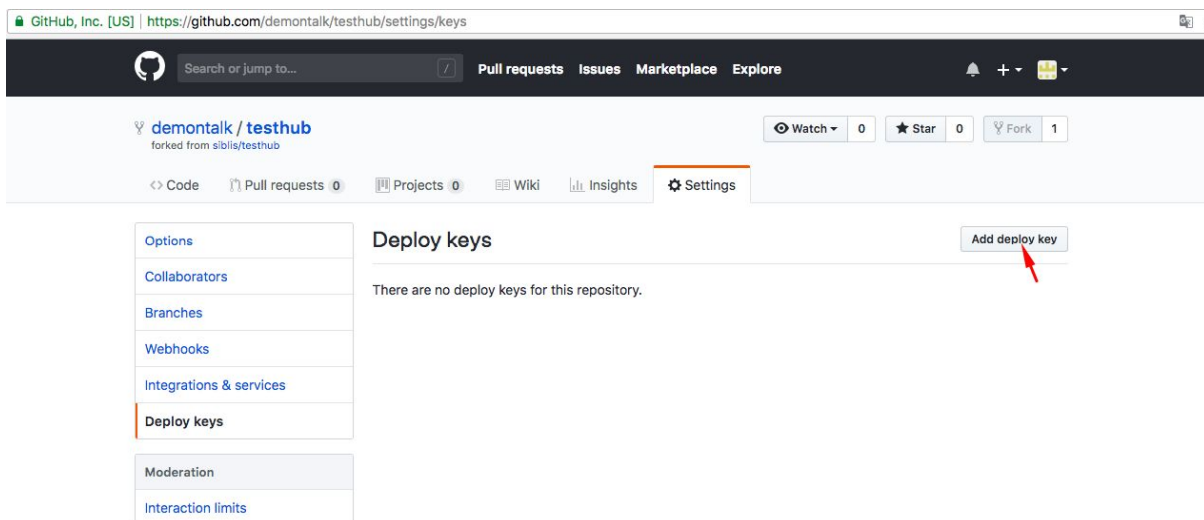 GitHub, Inc. [US] | https://github.com/demontalk/testhub/settings/keys
Search or jump to... / Pull requests Issues Marketplace Explore
demontalk / testhub Watch 0 Star 0 Fork 1
forked from siblis/testhub
<> Code Pull requests 0 Projects 0 Wiki Insights Settings
Options
Collaborators
Branches
Webhooks
Integrations & services
Deploy keys
Moderation
Interaction limits
Deploy keys Add deploy key
There are no deploy keys for this repository.